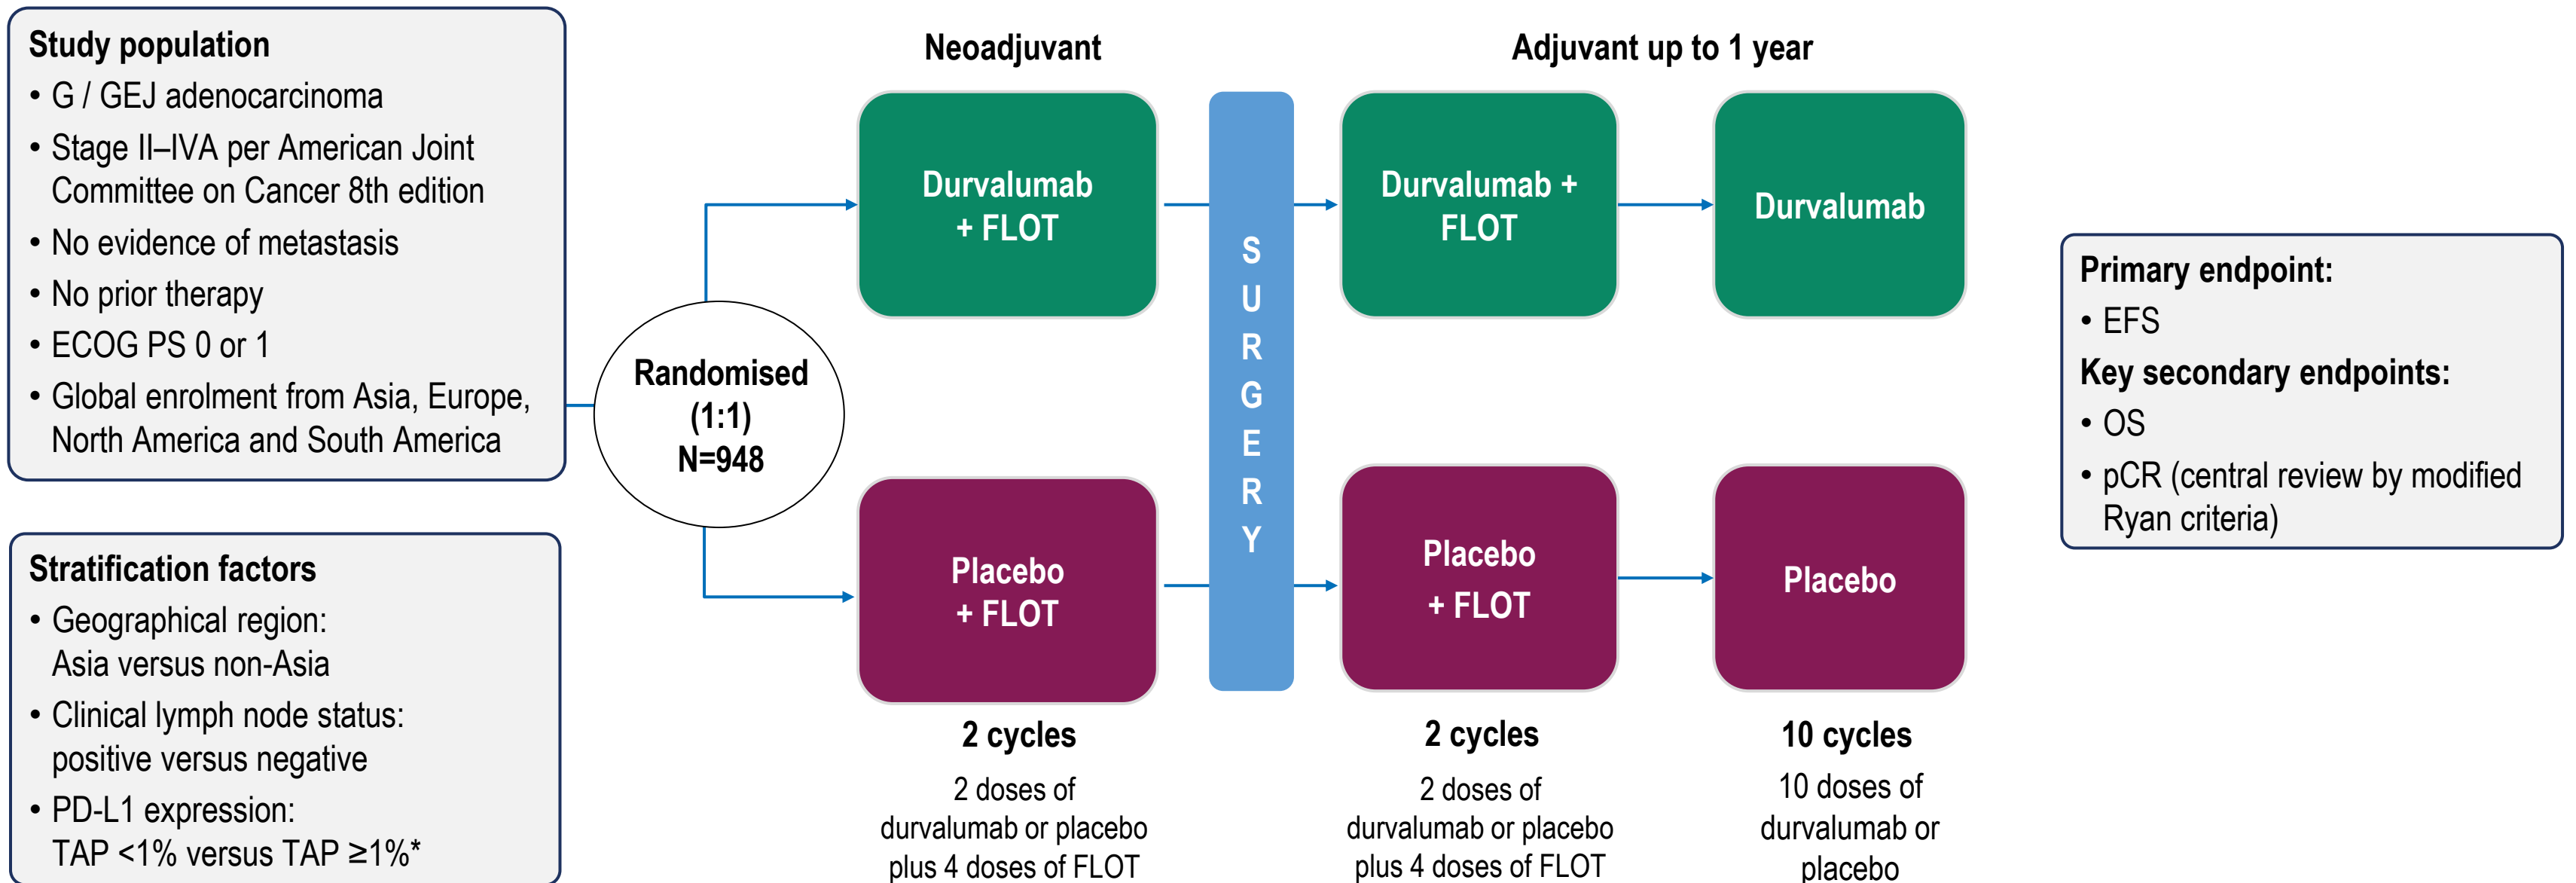 Study population
• G / GEJ adenocarcinoma
• Stage II–IVA per American Joint
Committee on Cancer 8th edition
• No evidence of metastasis
• No prior therapy
• ECOG PS 0 or 1
• Global enrolment from Asia, Europe,
North America and South America
Stratification factors
• Geographical region:
Asia versus non-Asia
• Clinical lymph node status:
positive versus negative
• PD-L1 expression:
TAP <1% versus TAP ≥1%*
Randomised
(1:1)
N=948
Neoadjuvant
Adjuvant up to 1 year
Durvalumab
+ FLOT
SURGERY
Durvalumab +
FLOT
Durvalumab
Placebo
+ FLOT
Placebo
+ FLOT
Placebo
2 cycles
2 doses of
durvalumab or placebo
plus 4 doses of FLOT
2 cycles
2 doses of
durvalumab or placebo
plus 4 doses of FLOT
10 cycles
10 doses of
durvalumab or
placebo
Primary endpoint:
• EFS
Key secondary endpoints:
• OS
• pCR (central review by modified
Ryan criteria)